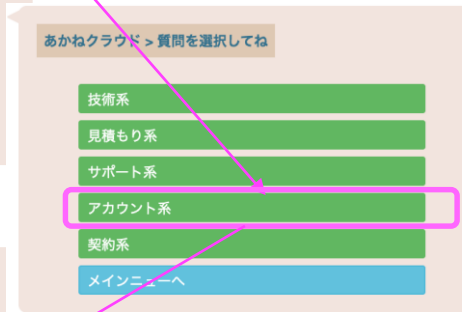 あかねクラウド > 質問を選択してね
技術系
見積もり系
サポート系
アカウント系
契約系
メインニューへ